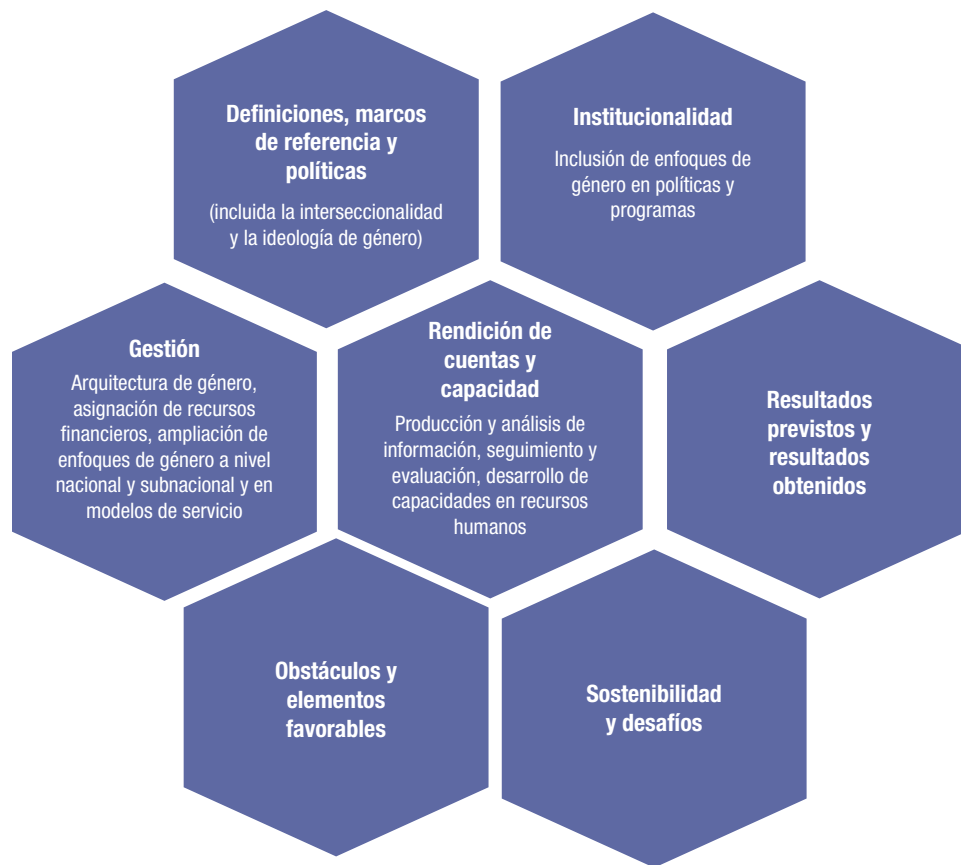 Definiciones, marcos
de referencia y
políticas
(incluida la interseccionalidad
y la ideología de género)
Institucionalidad
Inclusión de enfoques de
género en políticas y
programas
Gestión
Arquitectura de género,
asignación de recursos
financieros, ampliación de
enfoques de género a nivel
nacional y subnacional y en
modelos de servicio
Rendición de
cuentas y
capacidad
Producción y análisis de
información, seguimiento y
evaluación, desarrollo de
capacidades en recursos
humanos
Resultados
previstos y
resultados
obtenidos
Obstáculos y
elementos
favorables
Sostenibilidad
y desafíos